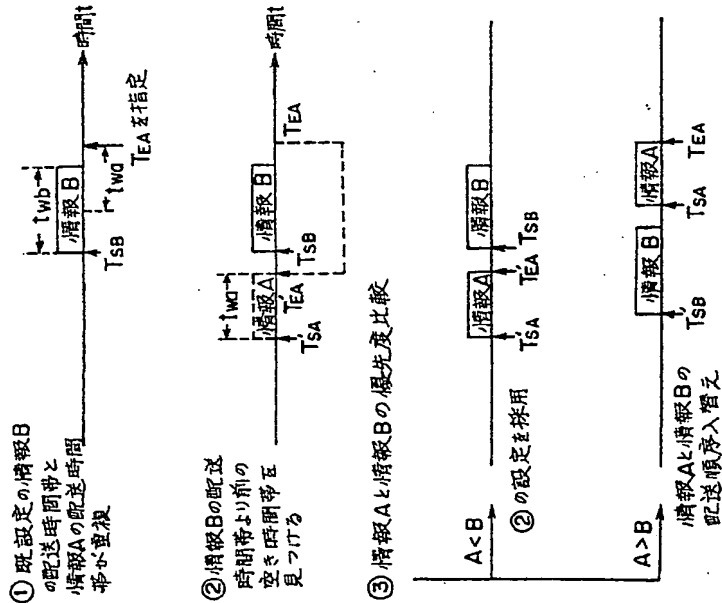 ① 既設定の情報B
の配送時間帯と
情報Aの配送時間
帯が重複
twb
情報B
時間t
TSB
twa
TEAを指定
② 情報Bの配送
時間帯より前の
空き時間帯を
見つける
twa
情報A
情報B
時間t
T'SA
T'EA
TSB
TEA
③ 情報Aと情報Bの優先度比較
A<B
情報A
情報B
T'SA
T'EA
TSB
②の設定を採用
A>B
情報B
情報A
T'SB
TSA
TEA
情報Aと情報Bの
配送順序入替え